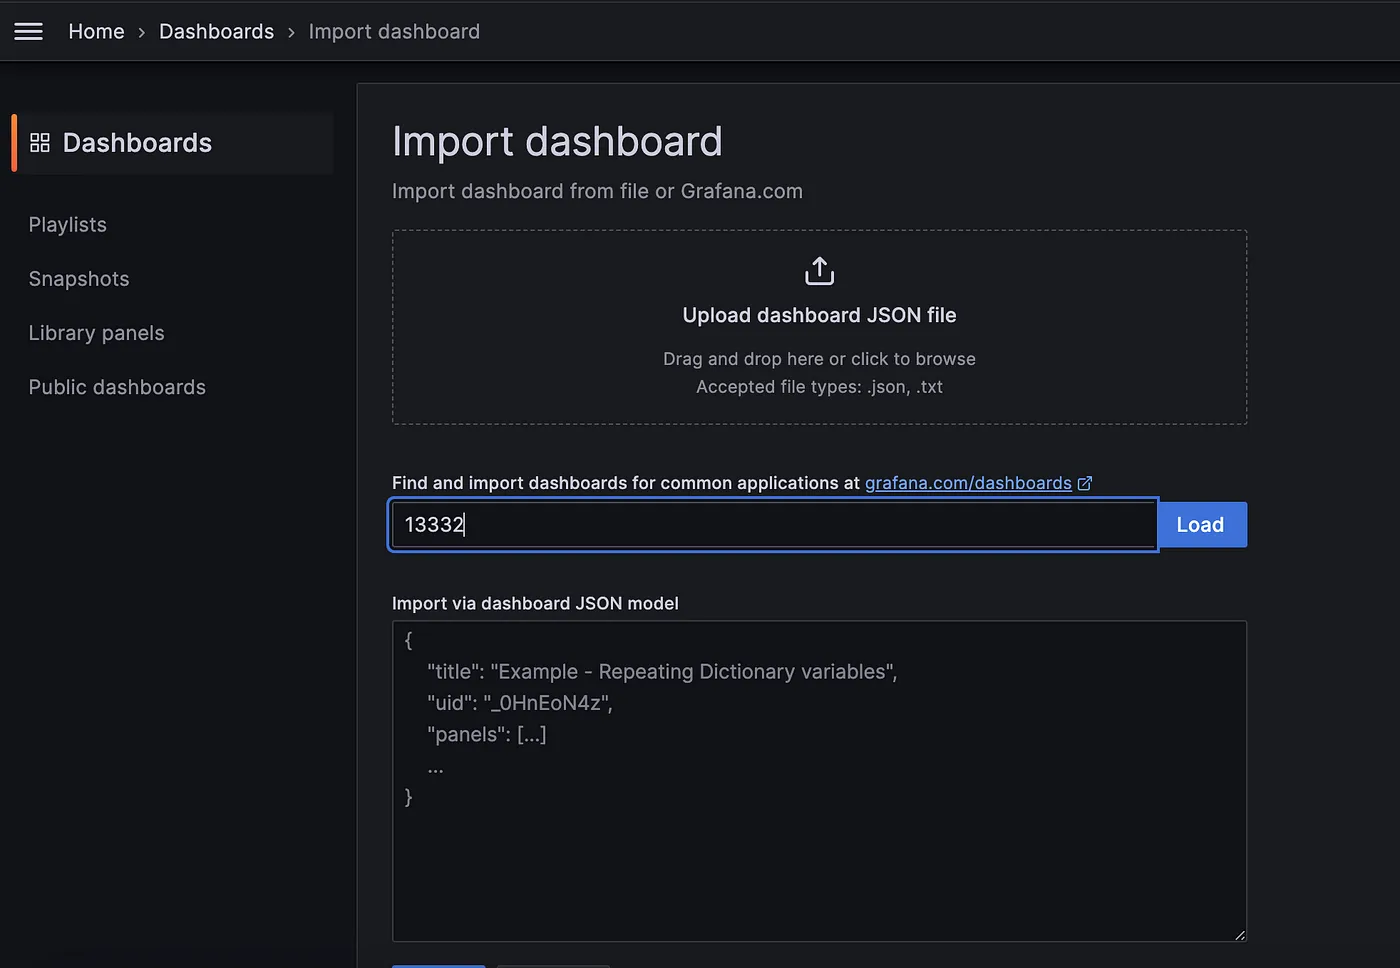 Home › Dashboards › Import dashboard
Dashboards
Playlists
Snapshots
Library panels
Public dashboards
Import dashboard
Import dashboard from file or Grafana.com
Upload dashboard JSON file
Drag and drop here or click to browse
Accepted file types: .json, .txt
Find and import dashboards for common applications at grafana.com/dashboards
13332
Load
Import via dashboard JSON model
{
"title": "Example - Repeating Dictionary variables",
"uid": "_0HnEoN4z",
"panels": [...]
...
}